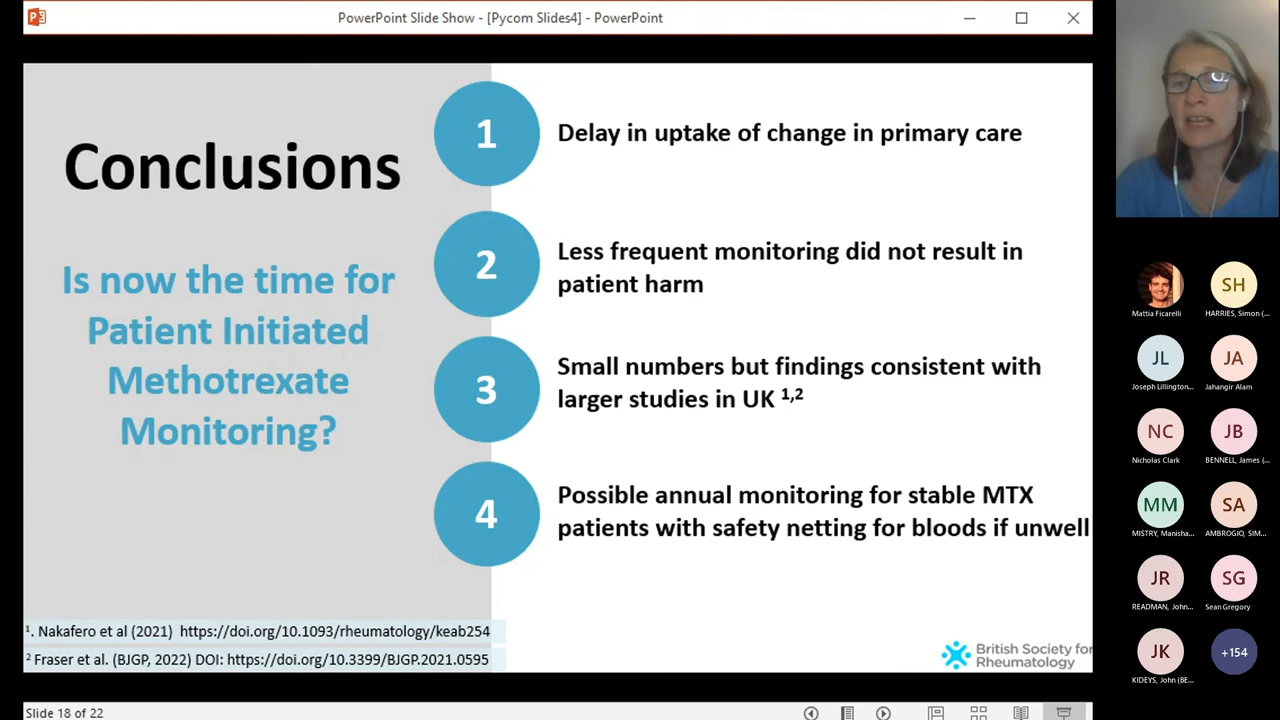 PowerPoint Slide Show - [Pycom Slides4] - PowerPoint
Conclusions
Is now the time for
Patient Initiated
Methotrexate
Monitoring?
1
Delay in uptake of change in primary care
2
Less frequent monitoring did not result in
patient harm
3
Small numbers but findings consistent with
larger studies in UK 1,2
4
Possible annual monitoring for stable MTX
patients with safety netting for bloods if unwell
1. Nakafero et al (2021) https://doi.org/10.1093/rheumatology/keab254
2 Fraser et al. (BJGP, 2022) DOI: https://doi.org/10.3399/BJGP.2021.0595
British Society for
Rheumatology
Slide 18 of 22
Mattia Ficarelli
SH
HARRIES, Simon (...
JL
Joseph Lillington...
JA
Jahangir Alam
NC
Nicholas Clark
JB
BENNELL, James (...
MM
MISTRY, Manisha...
SA
AMBROGIO, SIM...
JR
READMAN, John...
SG
Sean Gregory
JK
KIDEYS, John (BE...
+154